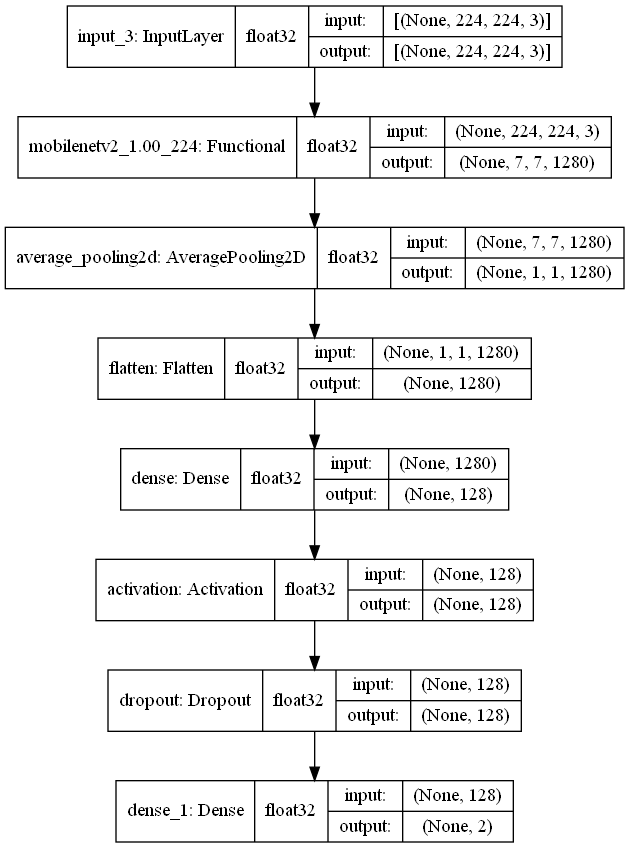 input_3: InputLayer float32 input: [(None, 224, 224, 3)]
output: [(None, 224, 224, 3)]
mobilenetv2_1.00_224: Functional float32 input: (None, 224, 224, 3)
output: (None, 7, 7, 1280)
average_pooling2d: AveragePooling2D float32 input: (None, 7, 7, 1280)
output: (None, 1, 1, 1280)
flatten: Flatten float32 input: (None, 1, 1, 1280)
output: (None, 1280)
dense: Dense float32 input: (None, 1280)
output: (None, 128)
activation: Activation float32 input: (None, 128)
output: (None, 128)
dropout: Dropout float32 input: (None, 128)
output: (None, 128)
dense_1: Dense float32 input: (None, 128)
output: (None, 2)